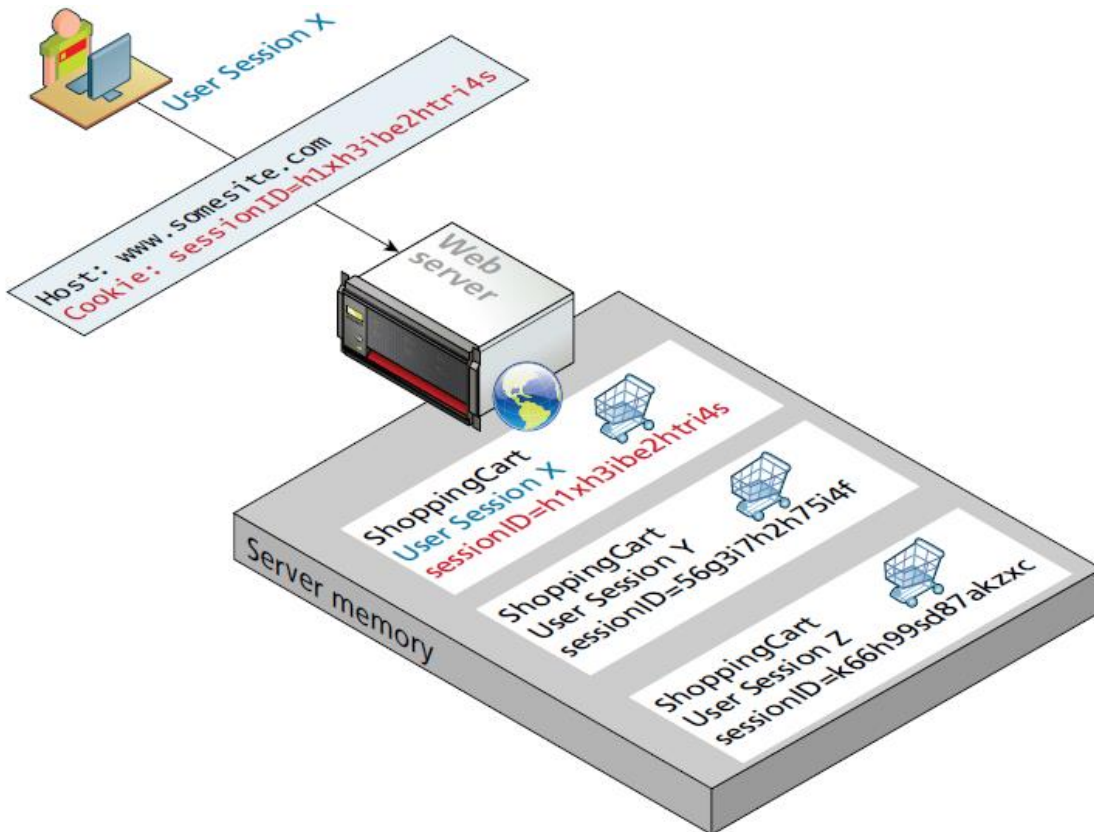 User Session X
Host: www.somesite.com
Cookie: sessionID=h1xh3ibe2htri4s
Web
server
ShoppingCart
User Session X
sessionID=h1xh3ibe2htri4s
ShoppingCart
User Session Y
sessionID=56g3i7h2h75i4f
ShoppingCart
User Session Z
sessionID=k66h99sd87akzxc
Server memory